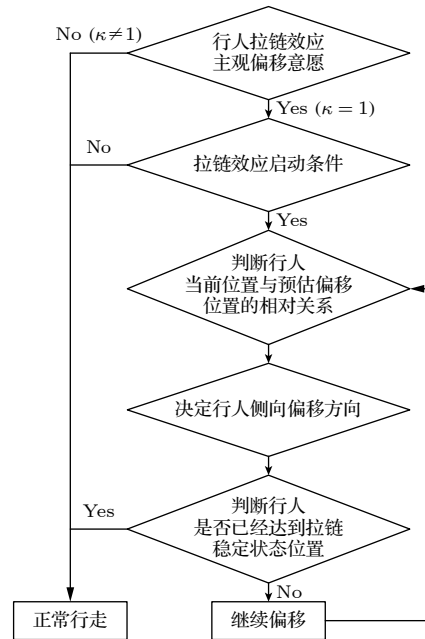 No (κ≠1)
行人拉链效应
主观偏移意愿
Yes (κ = 1)
No
拉链效应启动条件
Yes
判断行人
当前位置与预估偏移
位置的相对关系
决定行人侧向偏移方向
Yes
判断行人
是否已经达到拉链
稳定状态位置
No
正常行走
继续偏移